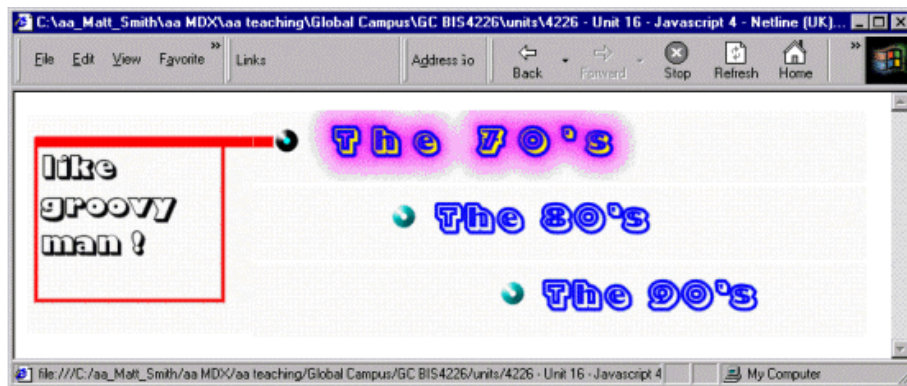 C:\aa_Matt_Smith\aa MDX\aa teaching\Global Campus\GC BIS4226\units\4226 - Unit 16 - Javascript 4 - Netline (UK)...
File Edit View Favorite » Links Address Back Forward Stop Refresh Home »
The 70's
like
groovy
man !
The 80's
The 90's
file:///C:/aa_Matt_Smith/aa MDX/aa teaching/Global Campus/GC BIS4226/units/4226 - Unit 16 - Javascript 4 My Computer